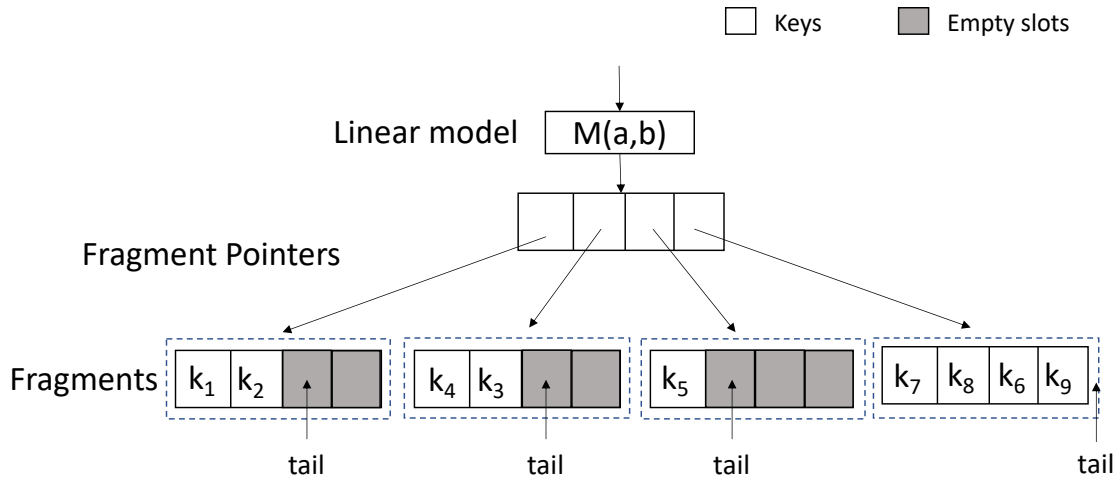 Keys
Empty slots
Linear model
M(a,b)
Fragment Pointers
Fragments
k₁ k₂
k₄ k₃
k₅
k₇ k₈ k₆ k₉
tail
tail
tail
tail